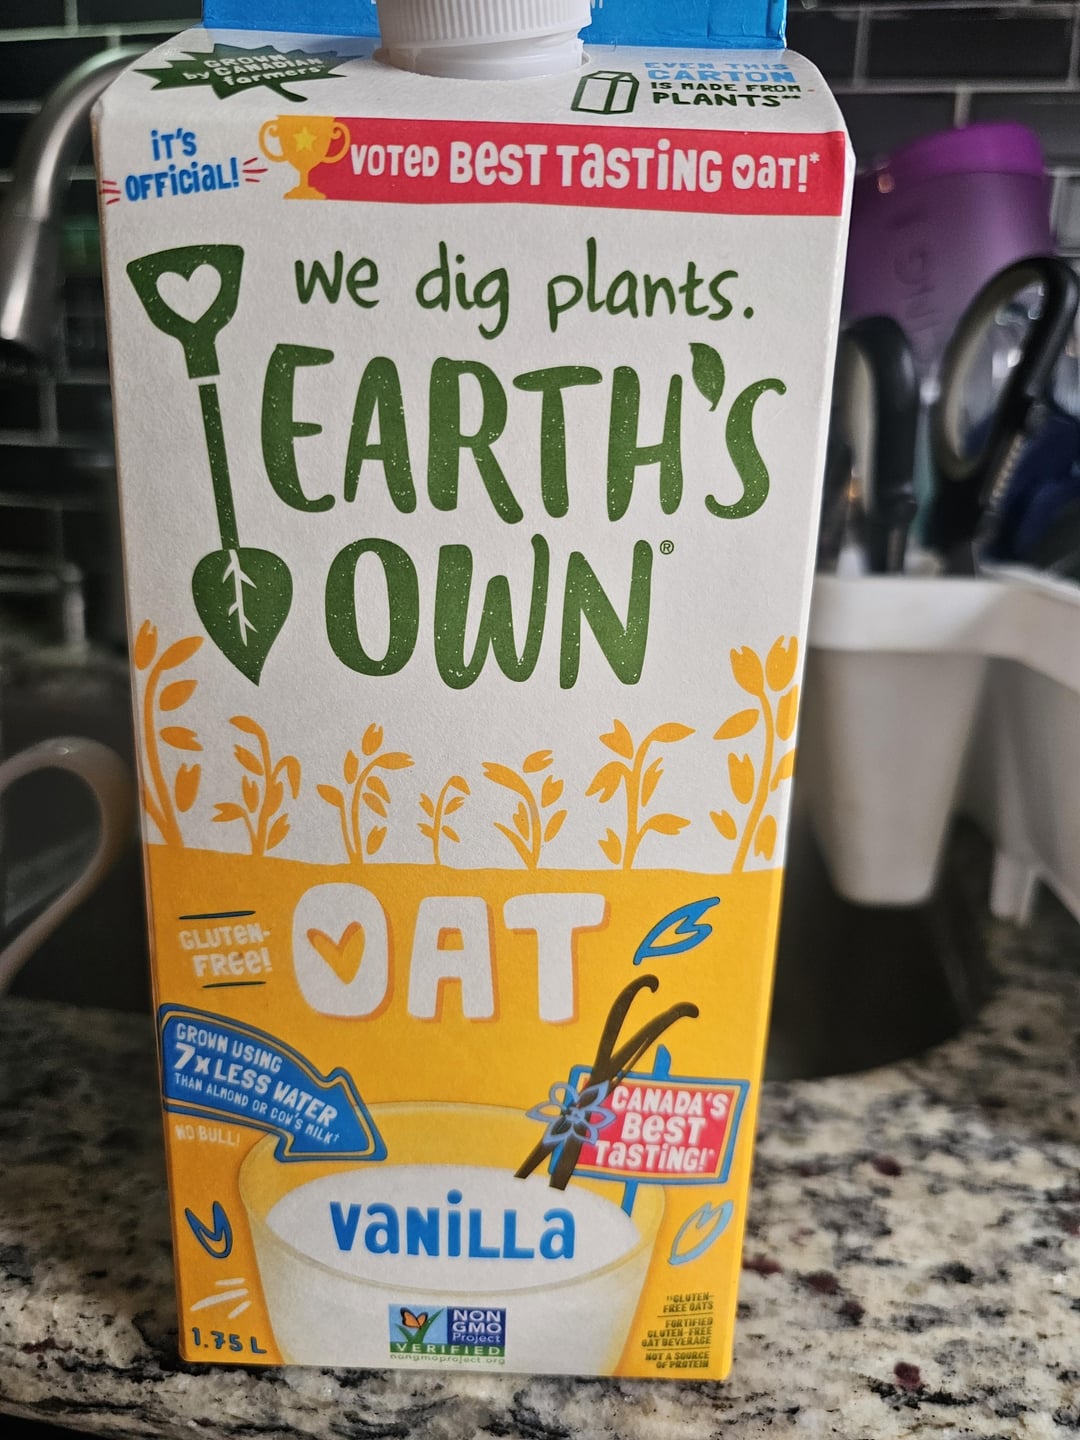 GROWN
by CANADIAN
farmers
EVEN THIS
CARTON
IS MADE FROM
PLANTS**
IT'S
OFFICIAL!
VOTED BEST TASTING OAT!*
we dig plants.
EARTH'S
OWN®
GLUTEN-
FREE!
OAT
GROWN USING
7x LESS WATER
THAN ALMOND OR COW'S MILK†
NO BULL!
CANADA'S
BEST
TASTING!*
VANILLA
1.75 L
NON
GMO
Project
VERIFIED
nongmoproject.org
"GLUTEN-
FREE OATS
FORTIFIED
GLUTEN-FREE
OAT BEVERAGE
NOT A SOURCE
OF PROTEIN